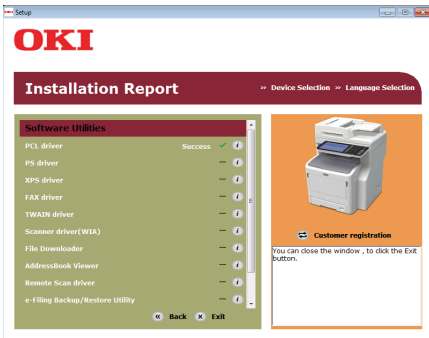 Setup
OKI
Installation Report
» Device Selection » Language Selection
Software Utilities
PCL driver Success
PS driver
XPS driver
FAX driver
TWAIN driver
Scanner driver(WIA)
File Downloader
AddressBook Viewer
Remote Scan driver
e-Filing Backup/Restore Utility
« Back × Exit
Customer registration
You can close the window , to click the Exit
button.